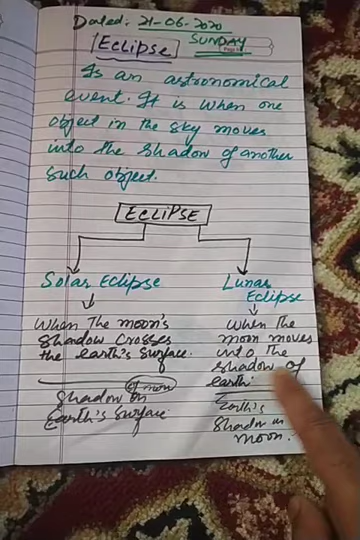 Dated: 21-06-2020
SUNDAY
Eclipse
Is an astronomical
event. It is when one
object in the sky moves
into the shadow of another
such object.
ECLIPSE
Solar Eclipse
When The moon's
shadow crosses
the earth's surface.
of moon
Shadow on
Earth's surface
Lunar
Eclipse
When The
moon moves
into the
shadow of
earth.
Earth's
shadow on
moon.